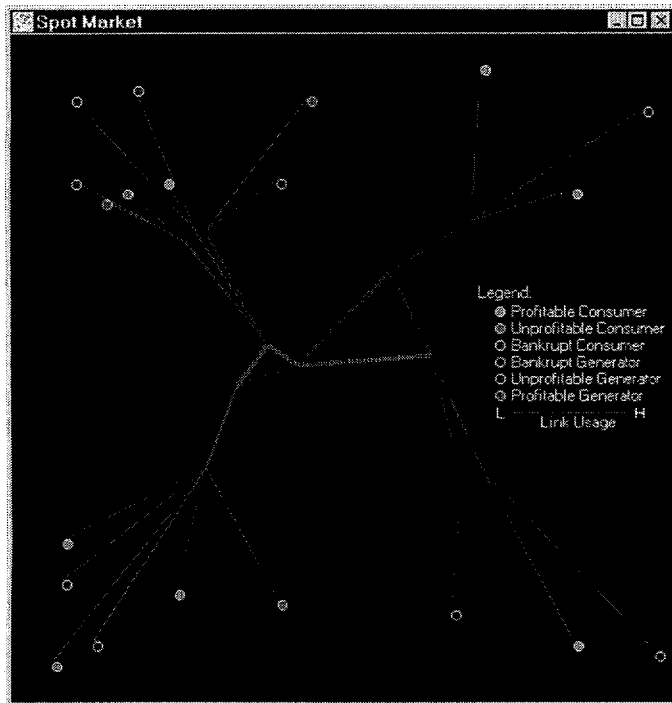 Spot Market
Legend:
Profitable Consumer
Unprofitable Consumer
Bankrupt Consumer
Bankrupt Generator
Unprofitable Generator
Profitable Generator
L H
Link Usage